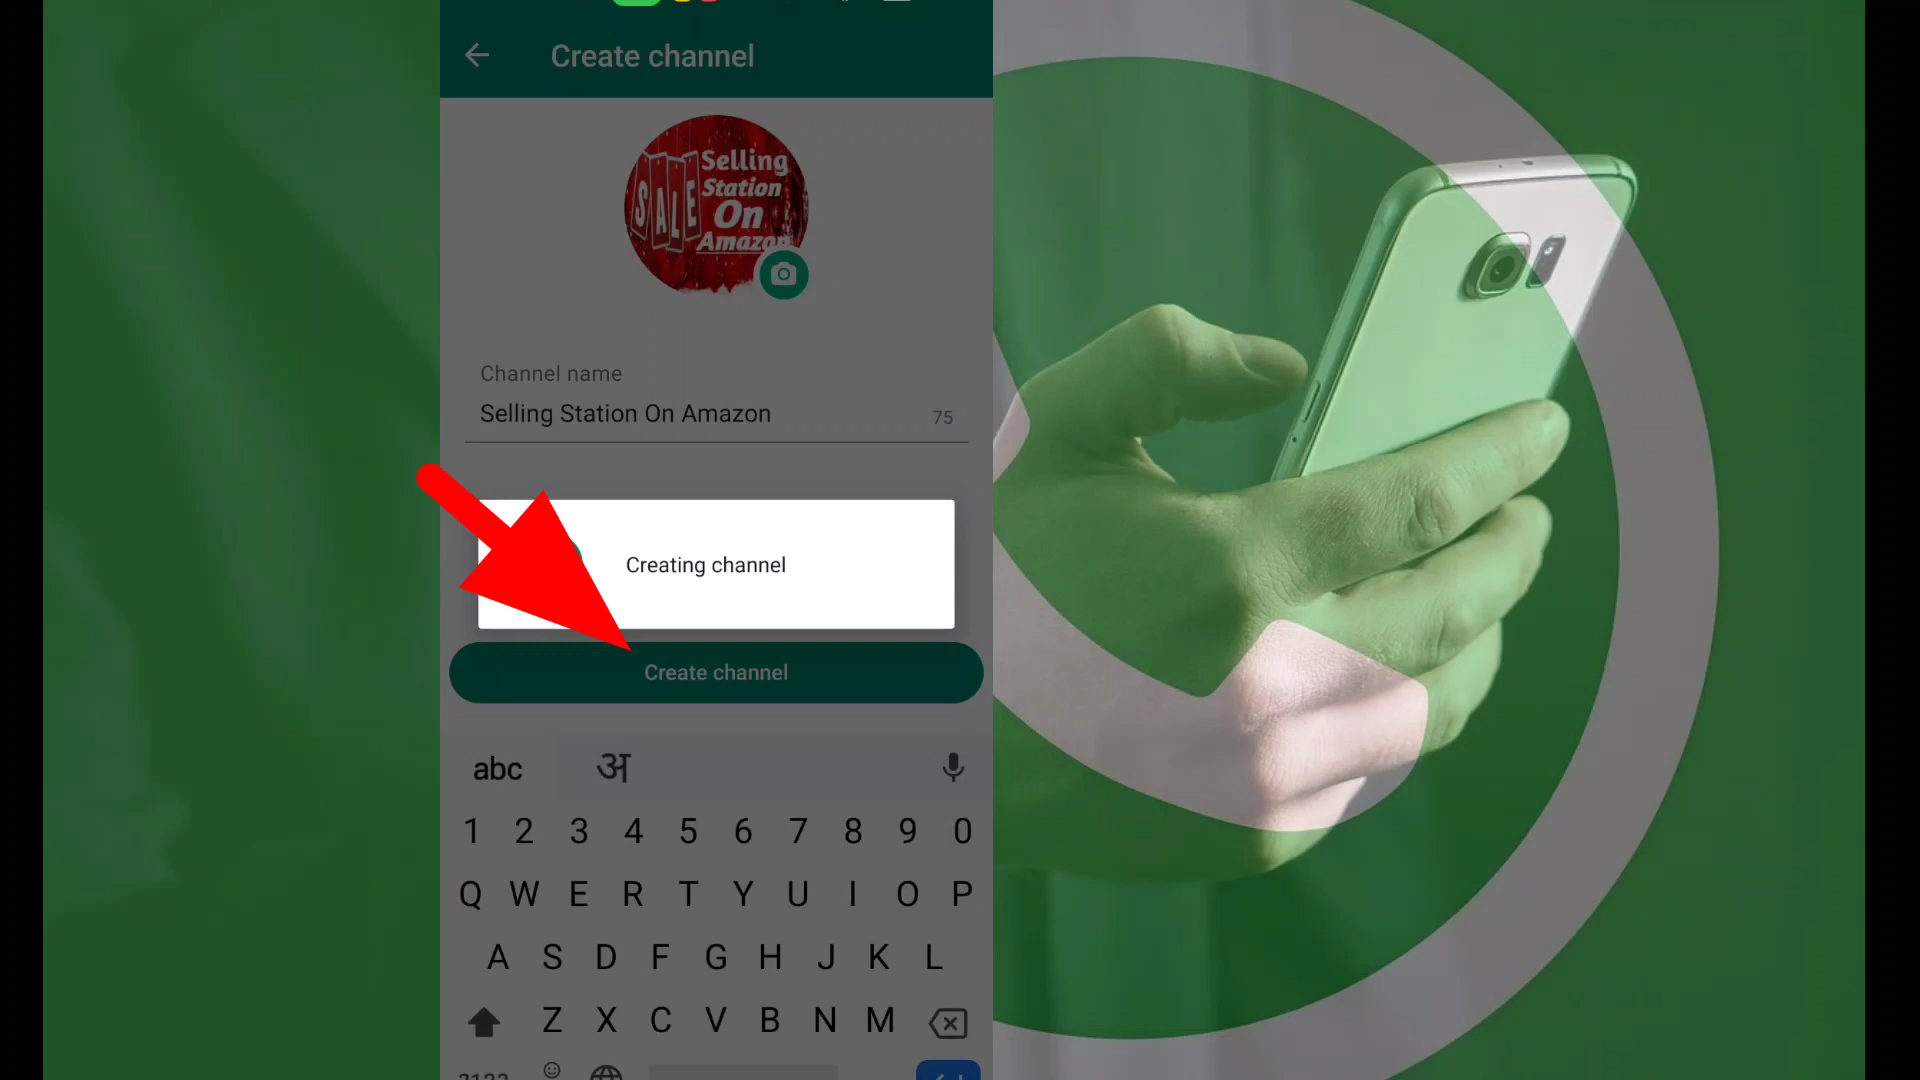 Create channel
SALE
Selling
Station
On
Amazon
Channel name
Selling Station On Amazon
75
Creating channel
Create channel
abc अ
1 2 3 4 5 6 7 8 9 0
Q W E R T Y U I O P
A S D F G H J K L
Z X C V B N M